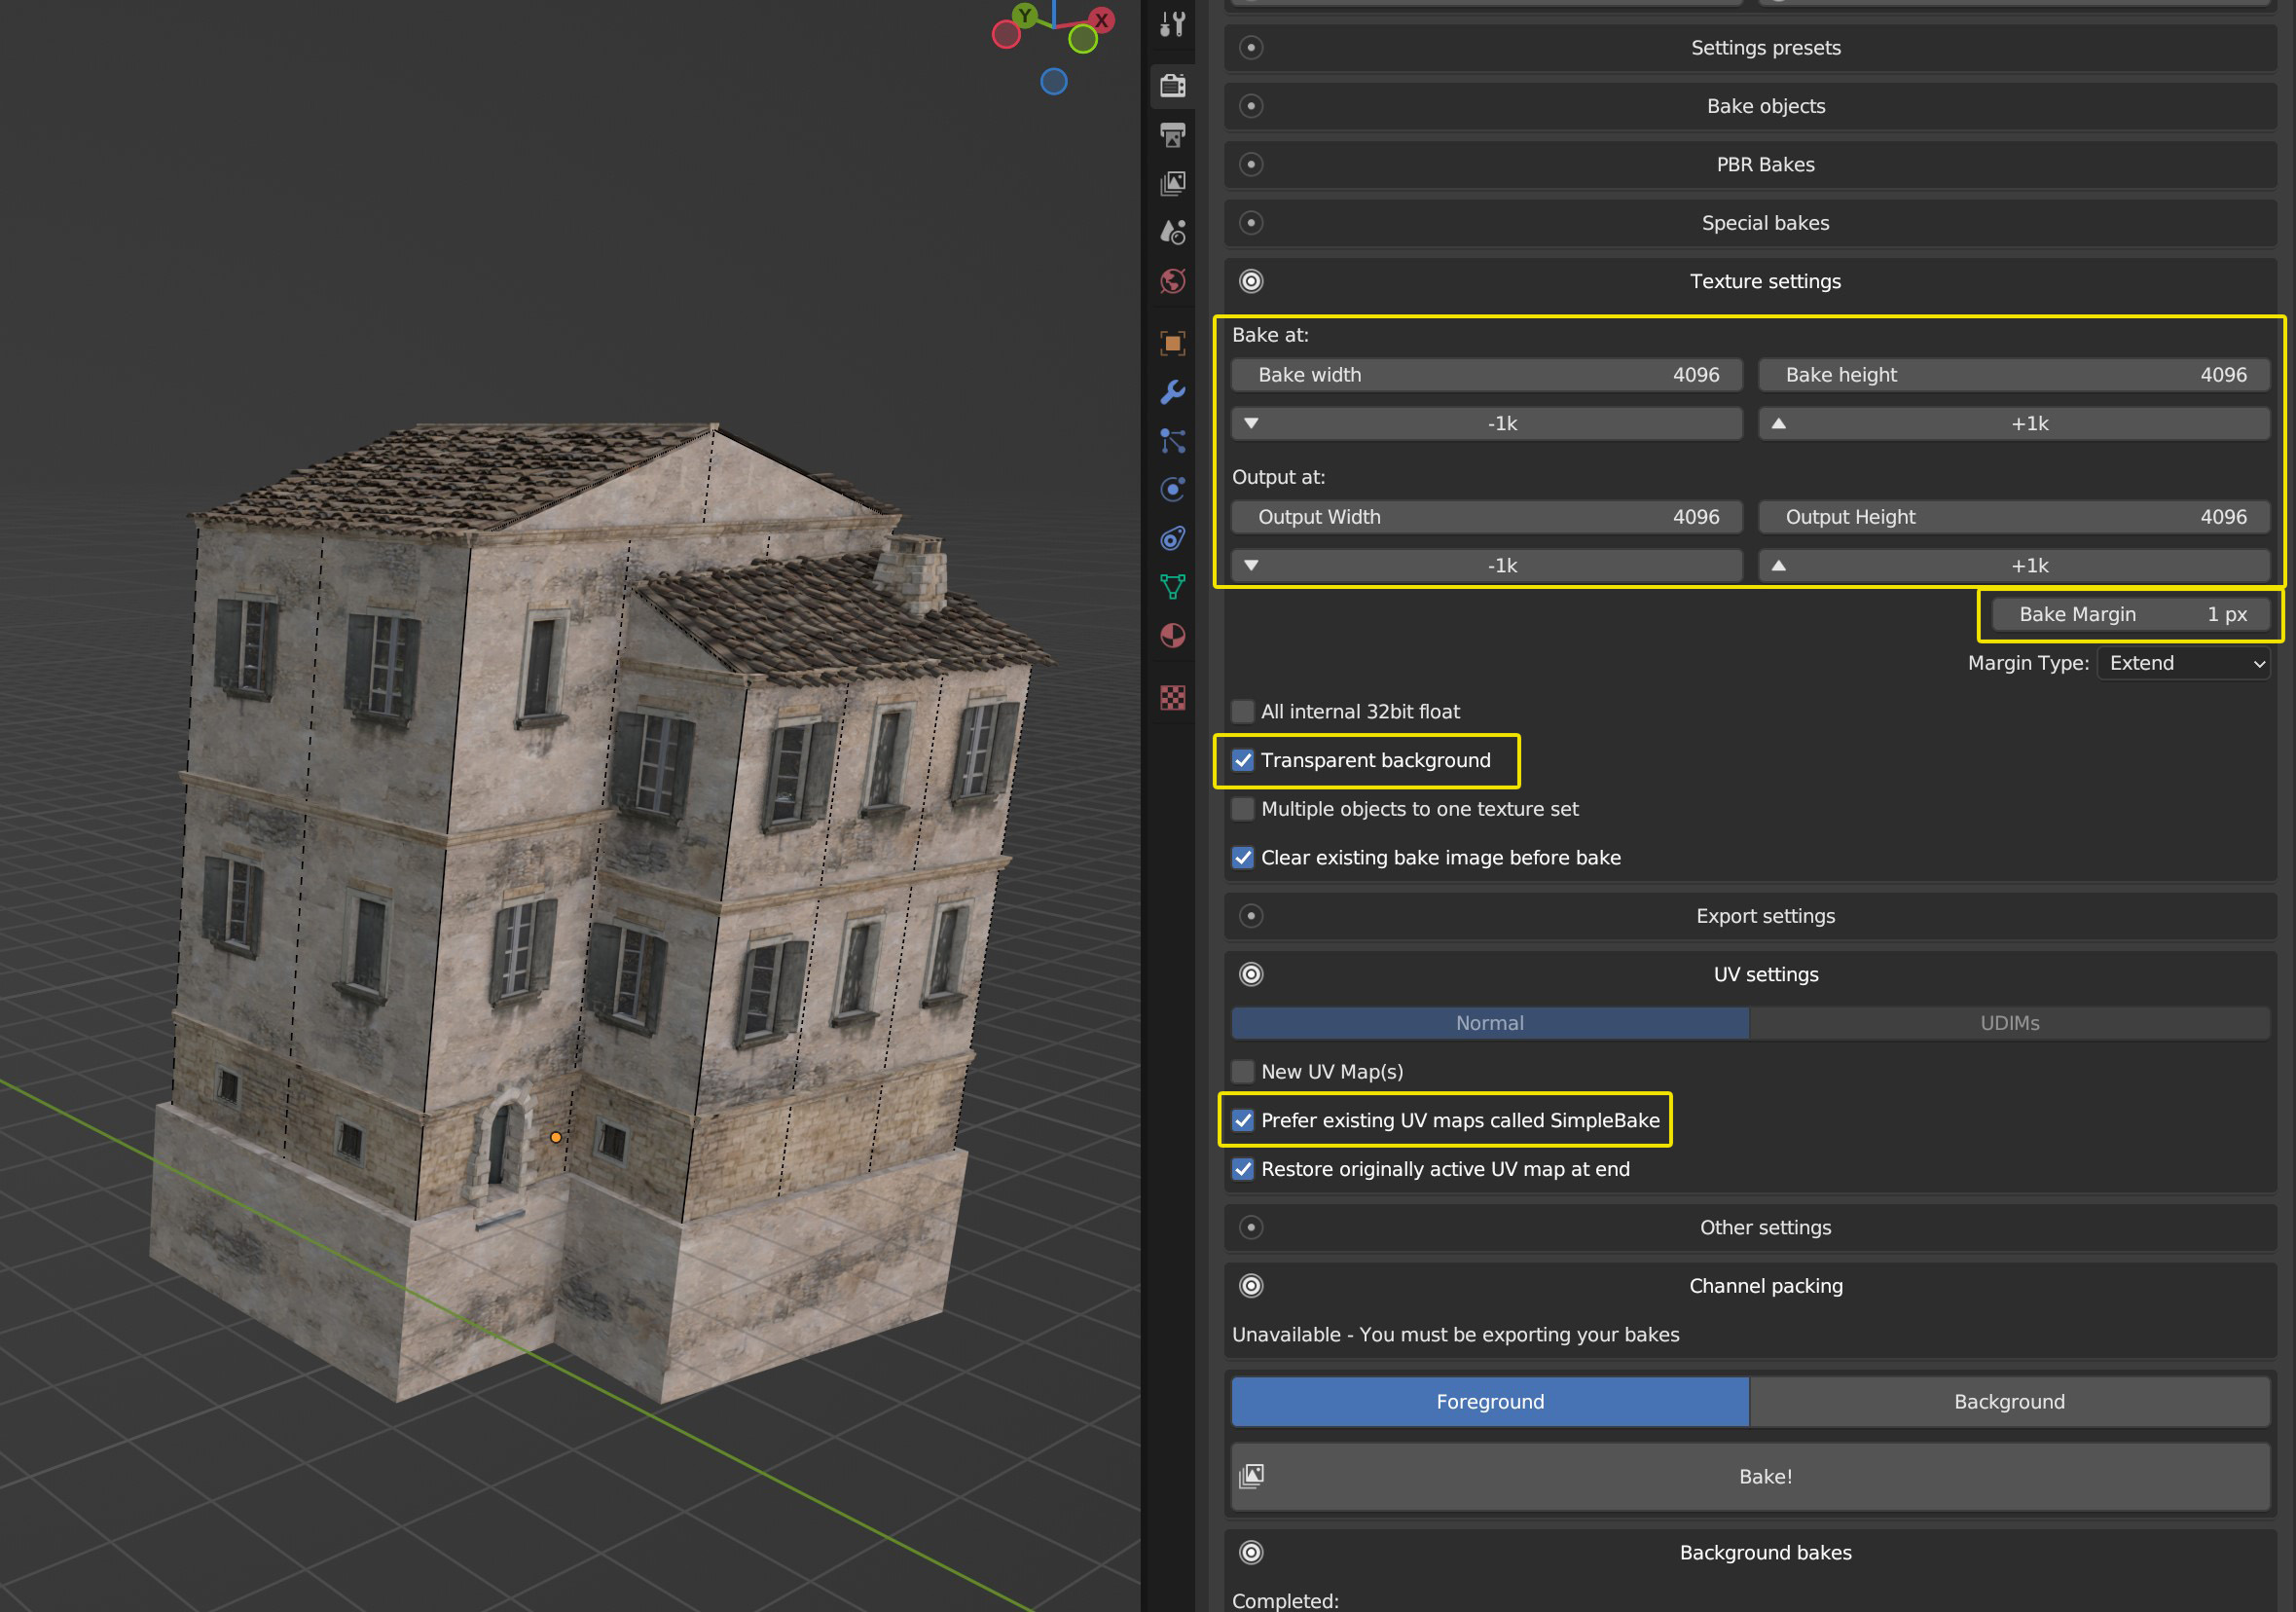 Y
X
Settings presets
Bake objects
PBR Bakes
Special bakes
Texture settings
Bake at:
Bake width 4096 Bake height 4096
-1k +1k
Output at:
Output Width 4096 Output Height 4096
-1k +1k
Bake Margin 1 px
Margin Type: Extend
All internal 32bit float
Transparent background
Multiple objects to one texture set
Clear existing bake image before bake
Export settings
UV settings
Normal UDIMs
New UV Map(s)
Prefer existing UV maps called SimpleBake
Restore originally active UV map at end
Other settings
Channel packing
Unavailable - You must be exporting your bakes
Foreground Background
Bake!
Background bakes
Completed: